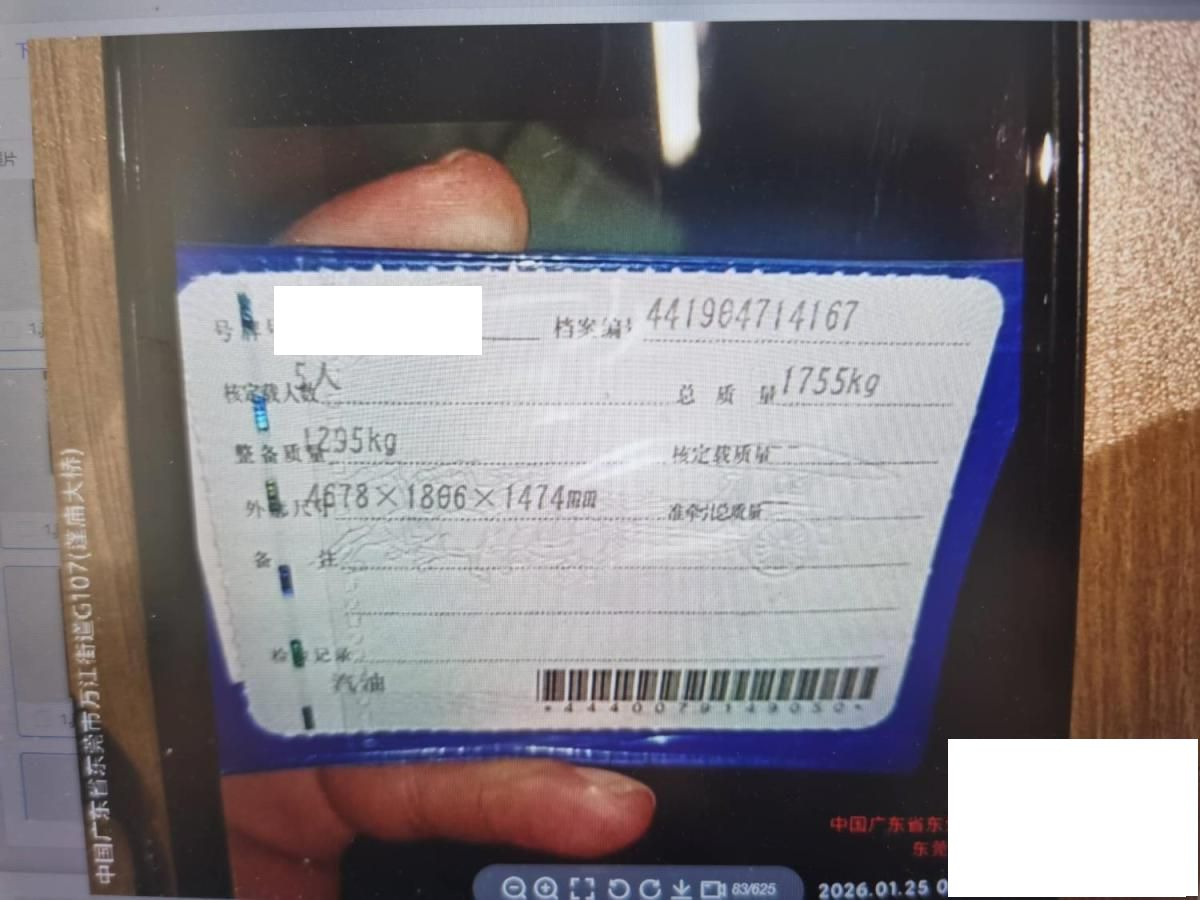 号牌号
档案编号 441904714167
核定载人数 5人
总质量 1755kg
整备质量 1295kg
核定载质量 --
外廓尺寸 4678×1806×1474mm
准牵引总质量 --
备注
检验记录
汽油
*4440079149050*
中国广东省东莞市万江街道G107(莲甫大桥)
中国广东省东
东莞
83/625
2026.01.25 0